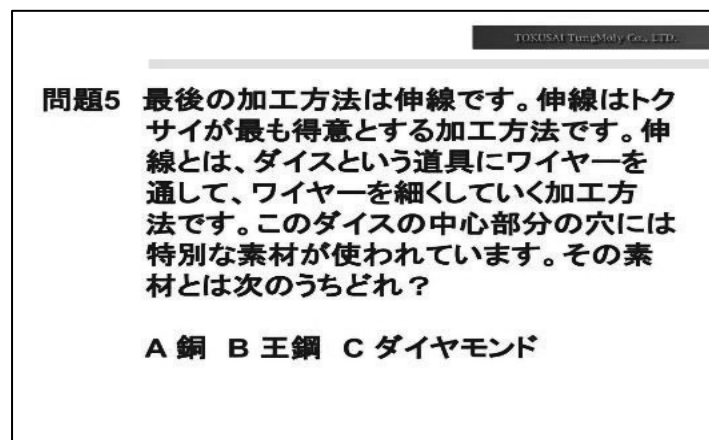 TOKUSAI TungMoly Co., LTD.
問題5 最後の加工方法は伸線です。伸線はトク
サイが最も得意とする加工方法です。伸
線とは、ダイスという道具にワイヤーを
通して、ワイヤーを細くしていく加工方
法です。このダイスの中心部分の穴には
特別な素材が使われています。その素
材とは次のうちどれ？
A 銅 B 王鋼 C ダイヤモンド